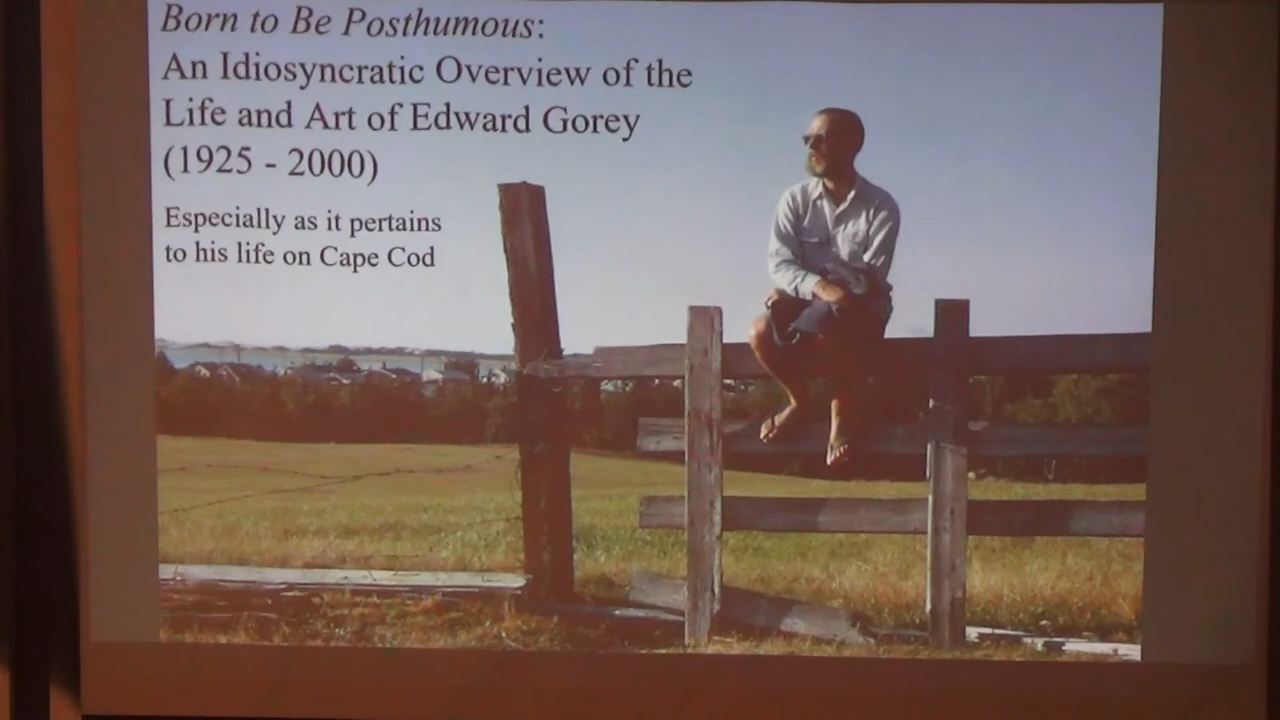 Born to Be Posthumous:
An Idiosyncratic Overview of the
Life and Art of Edward Gorey
(1925 - 2000)
Especially as it pertains
to his life on Cape Cod